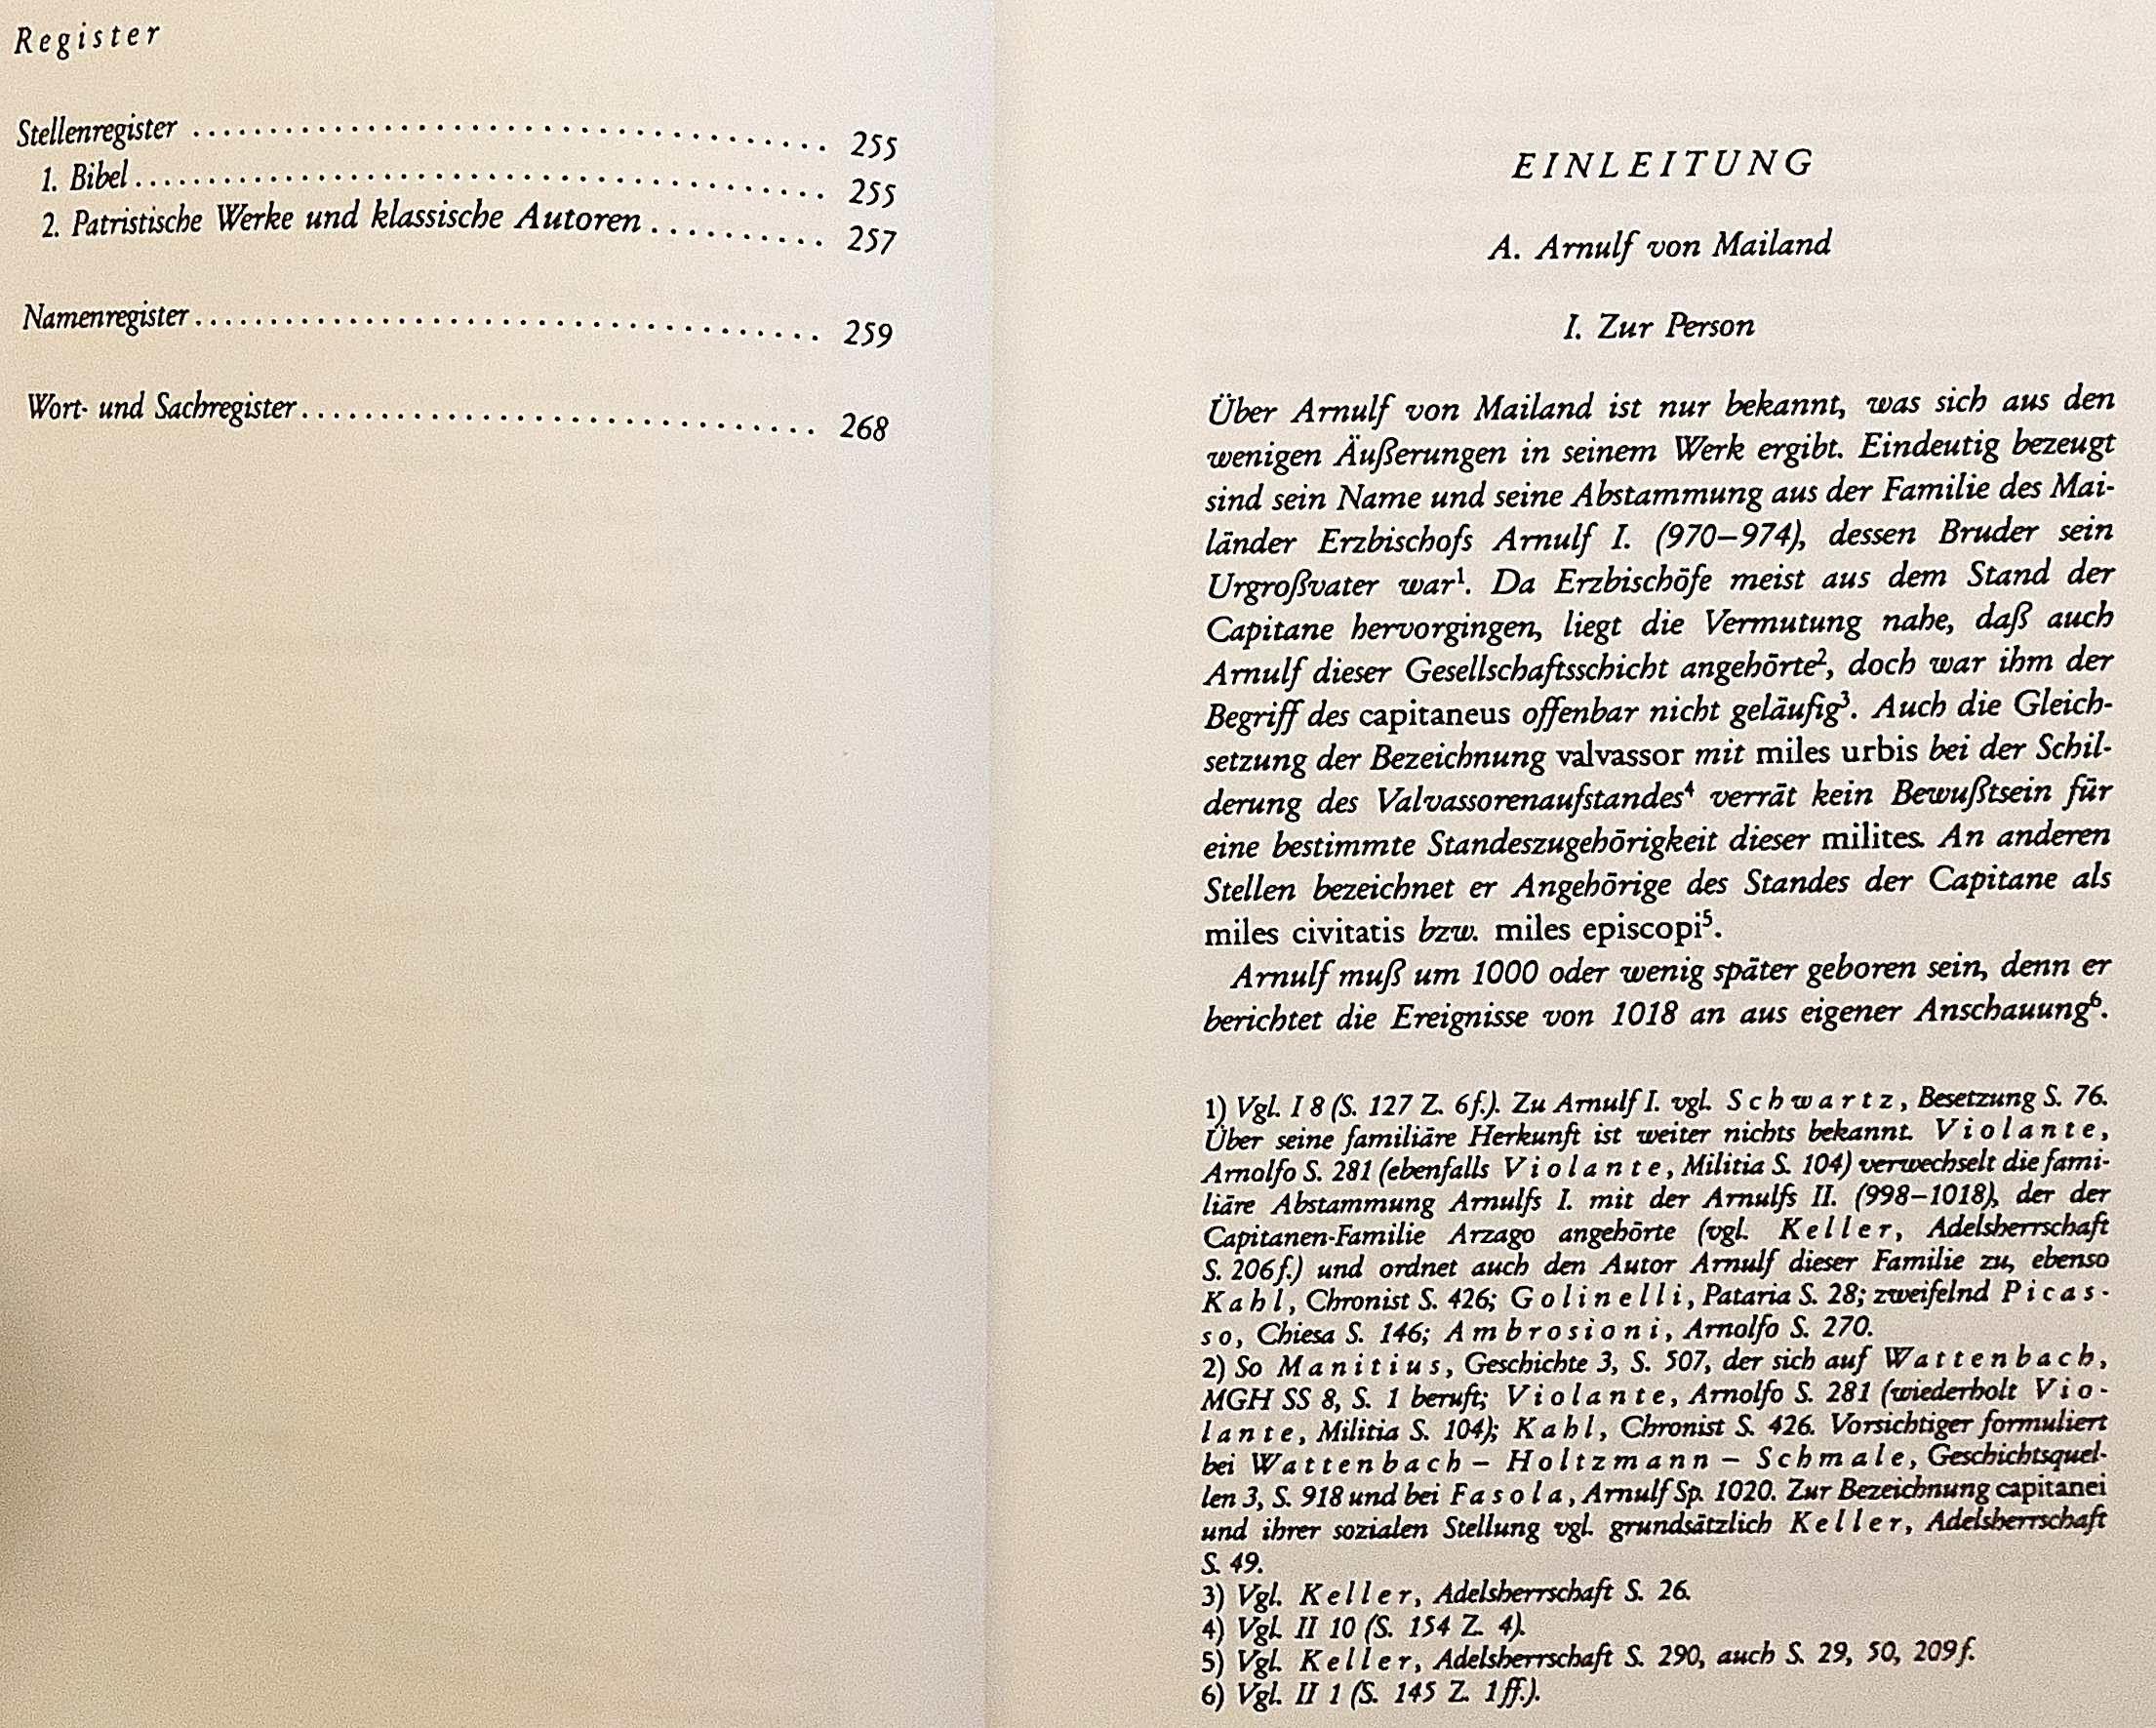 Register
Stellenregister ........................................... 255
1. Bibel ................................................ 255
2. Patristische Werke und klassische Autoren .......... 257
Namenregister ........................................... 259
Wort- und Sachregister ................................... 268
EINLEITUNG
A. Arnulf von Mailand
I. Zur Person
Über Arnulf von Mailand ist nur bekannt, was sich aus den
wenigen Äußerungen in seinem Werk ergibt. Eindeutig bezeugt
sind sein Name und seine Abstammung aus der Familie des Mai-
länder Erzbischofs Arnulf I. (970–974), dessen Bruder sein
Urgroßvater war¹. Da Erzbischöfe meist aus dem Stand der
Capitane hervorgingen, liegt die Vermutung nahe, daß auch
Arnulf dieser Gesellschaftsschicht angehörte², doch war ihm der
Begriff des capitaneus offenbar nicht geläufig³. Auch die Gleich-
setzung der Bezeichnung valvassor mit miles urbis bei der Schil-
derung des Valvassorenaufstandes⁴ verrät kein Bewußtsein für
eine bestimmte Standeszugehörigkeit dieser milites. An anderen
Stellen bezeichnet er Angehörige des Standes der Capitane als
miles civitatis bzw. miles episcopi⁵.
Arnulf muß um 1000 oder wenig später geboren sein, denn er
berichtet die Ereignisse von 1018 an aus eigener Anschauung⁶.
1) Vgl. I 8 (S. 127 Z. 6f.). Zu Arnulf I. vgl. Schwartz, Besetzung S. 76.
Über seine familiäre Herkunft ist weiter nichts bekannt. Violante,
Arnolfo S. 281 (ebenfalls Violante, Militia S. 104) verwechselt die fami-
liäre Abstammung Arnulfs I. mit der Arnulfs II. (998–1018), der der
Capitanen-Familie Arzago angehörte (vgl. Keller, Adelsherrschaft
S. 206f.) und ordnet auch den Autor Arnulf dieser Familie zu, ebenso
Kahl, Chronist S. 426; Golinelli, Pataria S. 28; zweifelnd Picas-
so, Chiesa S. 146; Ambrosioni, Arnolfo S. 270.
2) So Manitius, Geschichte 3, S. 507, der sich auf Wattenbach,
MGH SS 8, S. 1 beruft; Violante, Arnolfo S. 281 (wiederholt Vio-
lante, Militia S. 104); Kahl, Chronist S. 426. Vorsichtiger formuliert
bei Wattenbach – Holtzmann – Schmale, Geschichtsquel-
len 3, S. 918 und bei Fasola, Arnulf Sp. 1020. Zur Bezeichnung capitanei
und ihrer sozialen Stellung vgl. grundsätzlich Keller, Adelsherrschaft
S. 49.
3) Vgl. Keller, Adelsherrschaft S. 26.
4) Vgl. II 10 (S. 154 Z. 4).
5) Vgl. Keller, Adelsherrschaft S. 290, auch S. 29, 50, 209f.
6) Vgl. II 1 (S. 145 Z. 1ff.).